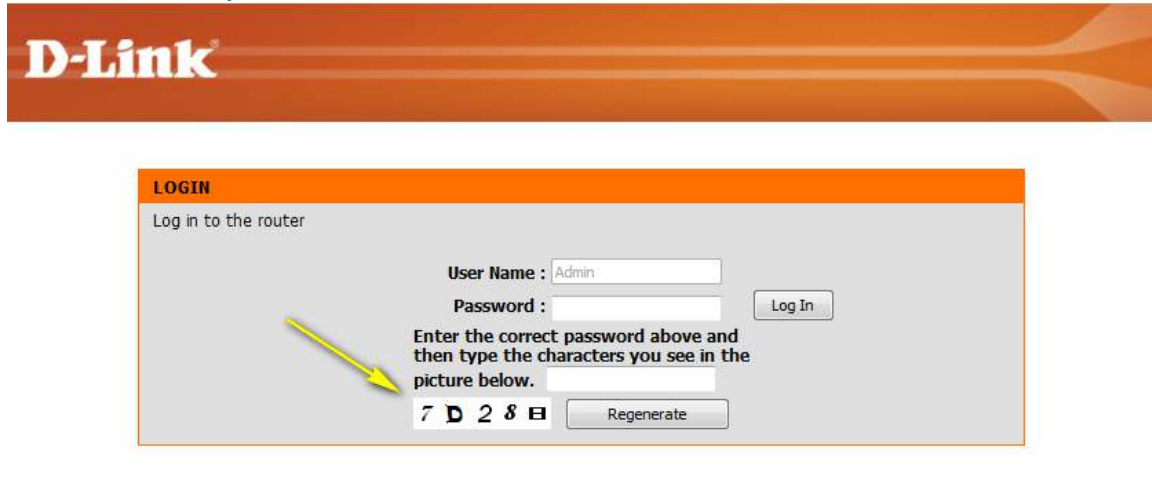 D-Link
LOGIN
Log in to the router
User Name : Admin
Password :
Log In
Enter the correct password above and
then type the characters you see in the
picture below.
7 D 2 8
Regenerate